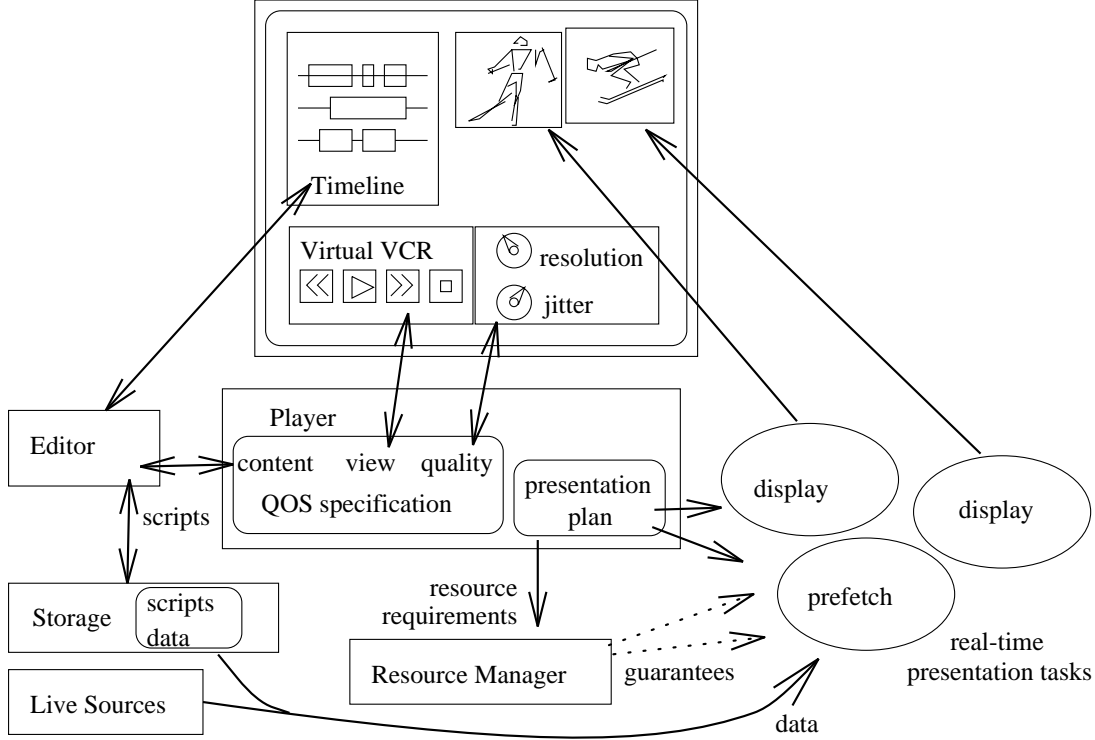 Timeline
Virtual VCR
resolution
jitter
Player
Editor
content view quality
QOS specification
presentation
plan
display
display
scripts
resource
requirements
prefetch
Storage
scripts
data
Resource Manager
guarantees
real-time
presentation tasks
Live Sources
data